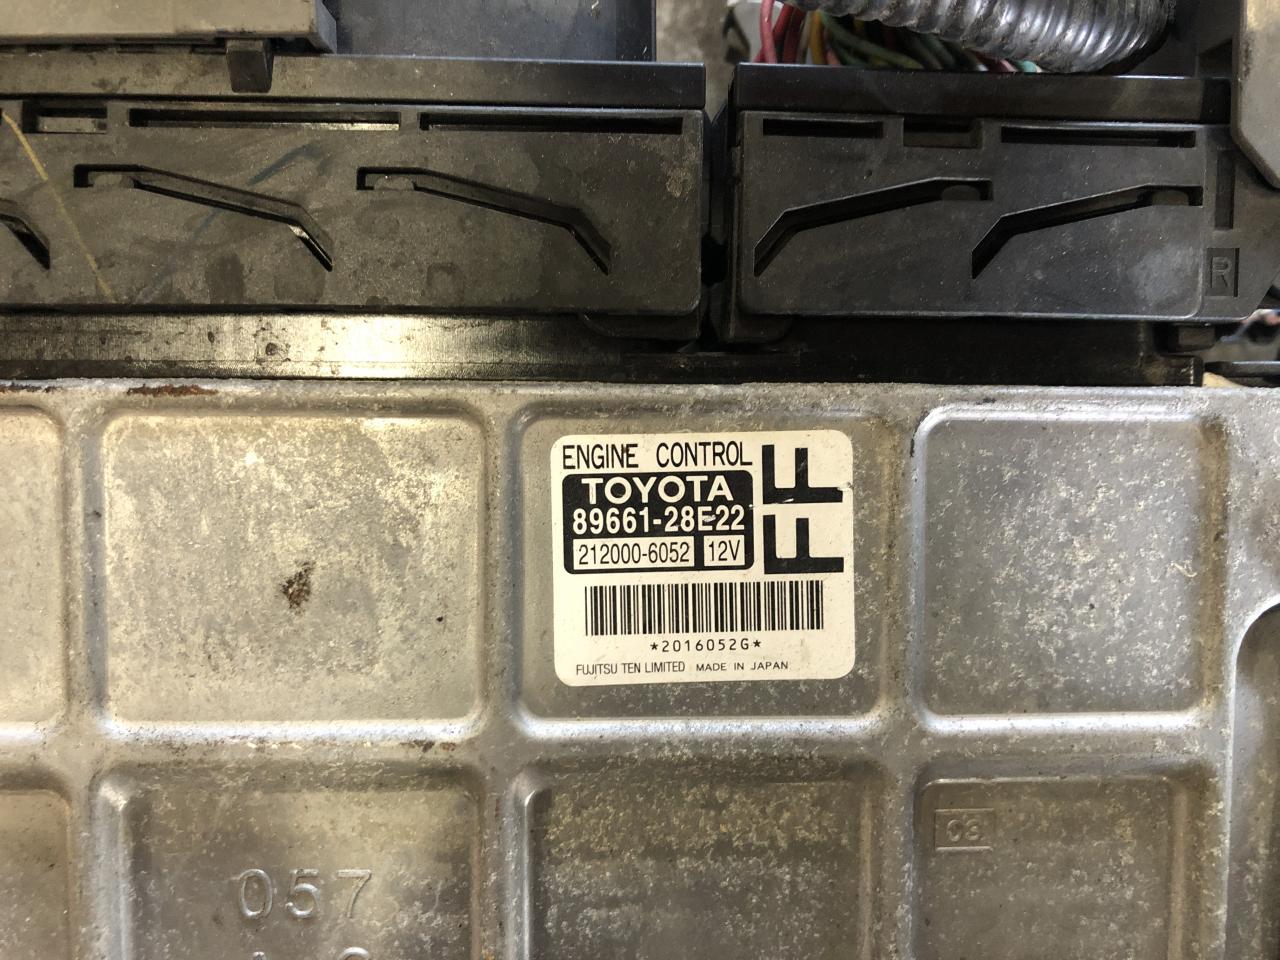 R
ENGINE CONTROL
TOYOTA
89661-28E22
212000-6052 12V
FF
*2016052G*
FUJITSU TEN LIMITED MADE IN JAPAN
057